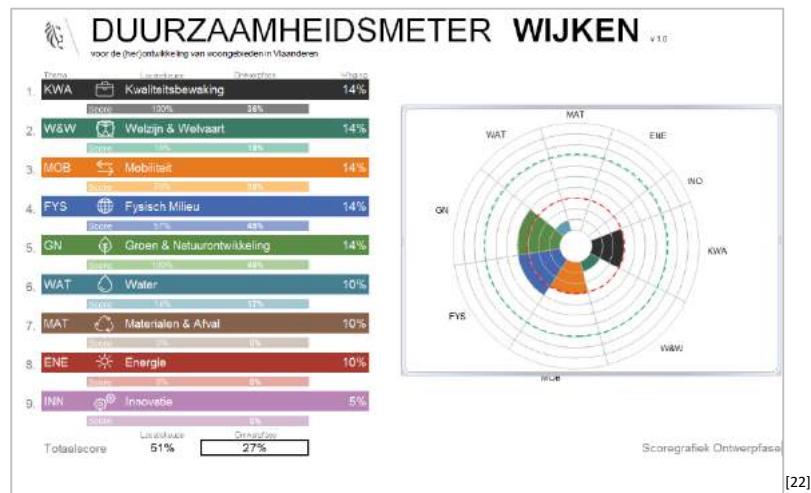 DUURZAAMHEIDSMETER WIJKEN v 1.0
voor de (her)ontwikkeling van woongebieden in Vlaanderen
Thema Locatiekeuze Ontwerpfase Weging
1. KWA Kwaliteitsbewaking 14%
Score 100% 36%
2. W&W Welzijn & Welvaart 14%
Score 18%
3. MOB Mobiliteit 14%
Score
4. FYS Fysisch Milieu 14%
Score 57% 45%
5. GN Groen & Natuurontwikkeling 14%
Score 100% 46%
6. WAT Water 10%
Score 17%
7. MAT Materialen & Afval 10%
Score 0% 0%
8. ENE Energie 10%
Score 0% 0%
9. INN Innovatie 5%
Score 0%
Locatiekeuze Ontwerpfase
Totaalscore 51% 27%
MAT
WAT
ENE
INO
GN
KWA
FYS
W&W
MOB
Scoregrafiek Ontwerpfase
[22]